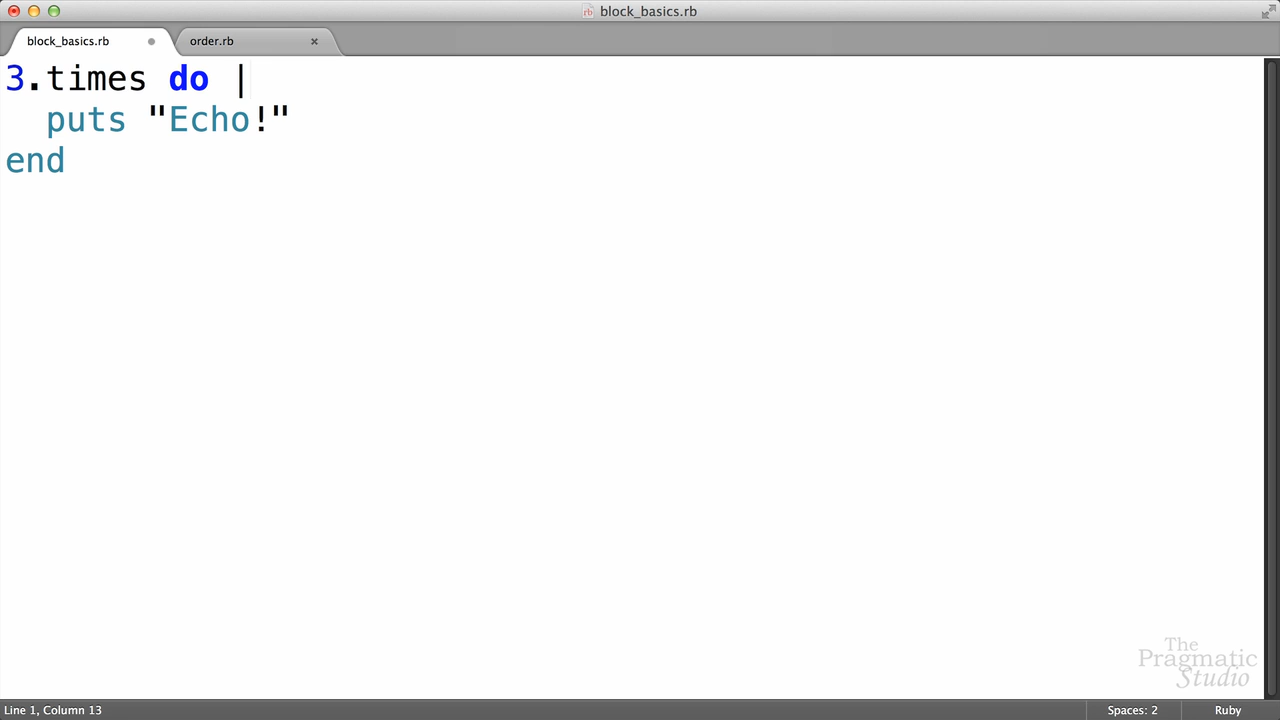 block_basics.rb
block_basics.rb
order.rb
3.times do |
  puts "Echo!"
end
The
Pragmatic
Studio
Line 1, Column 13
Spaces: 2
Ruby